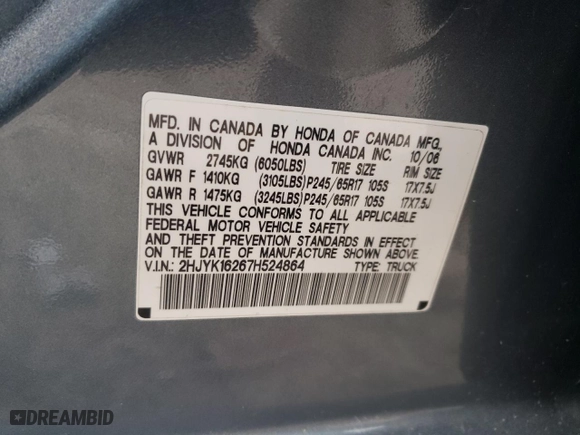 MFD. IN CANADA BY HONDA OF CANADA MFG.,
A DIVISION OF HONDA CANADA INC. 10/06
GVWR 2745KG (6050LBS) TIRE SIZE RIM SIZE
GAWR F 1410KG (3105LBS) P245/65R17 105S 17X7.5J
GAWR R 1475KG (3245LBS) P245/65R17 105S 17X7.5J
THIS VEHICLE CONFORMS TO ALL APPLICABLE
FEDERAL MOTOR VEHICLE SAFETY
AND THEFT PREVENTION STANDARDS IN EFFECT
ON THE DATE OF MANUFACTURE SHOWN ABOVE.
V.I.N.: 2HJYK16267H524864 TYPE: TRUCK
DREAMBID